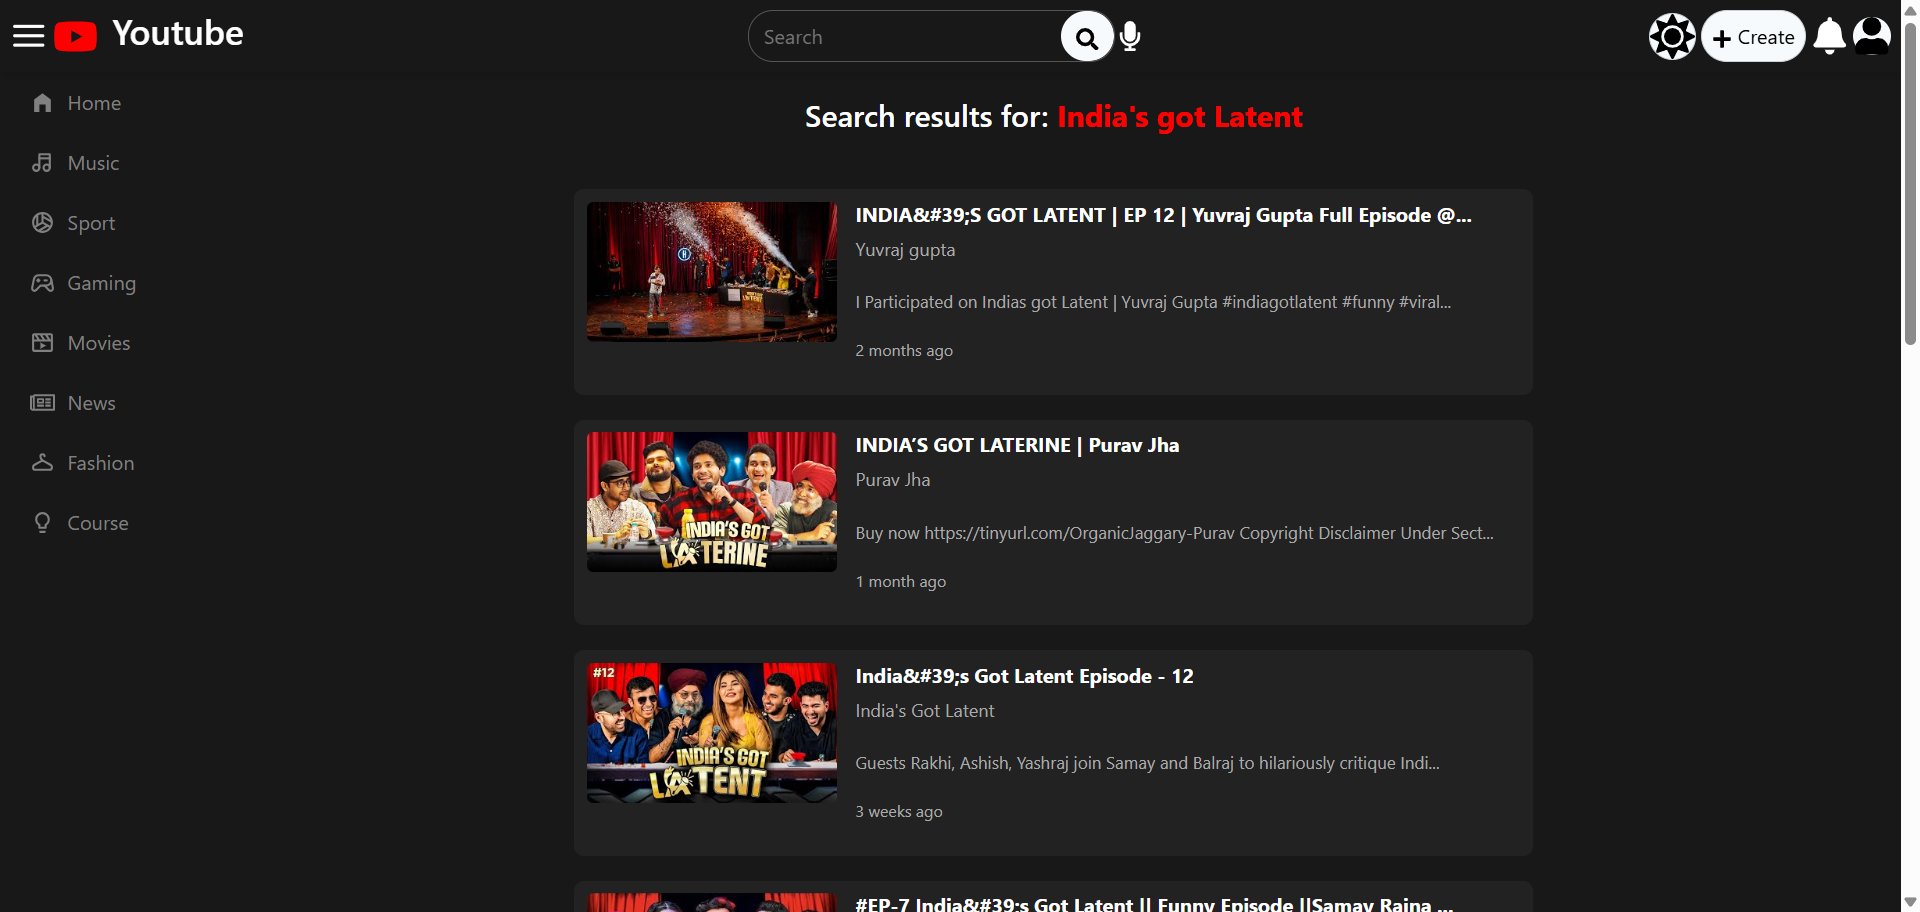 Youtube
Search
Create
Home
Music
Sport
Gaming
Movies
News
Fashion
Course
Search results for: India's got Latent
INDIA&#39;S GOT LATENT | EP 12 | Yuvraj Gupta Full Episode @...
Yuvraj gupta
I Participated on Indias got Latent | Yuvraj Gupta #indiagotlatent #funny #viral...
2 months ago
INDIA'S GOT
LATERINE
INDIA’S GOT LATERINE | Purav Jha
Purav Jha
Buy now https://tinyurl.com/OrganicJaggary-Purav Copyright Disclaimer Under Sect...
1 month ago
#12
INDIA'S GOT
LATENT
India&#39;s Got Latent Episode - 12
India's Got Latent
Guests Rakhi, Ashish, Yashraj join Samay and Balraj to hilariously critique Indi...
3 weeks ago
#EP-7 India&#39;s Got Latent || Funny Episode ||Samay Raina ...